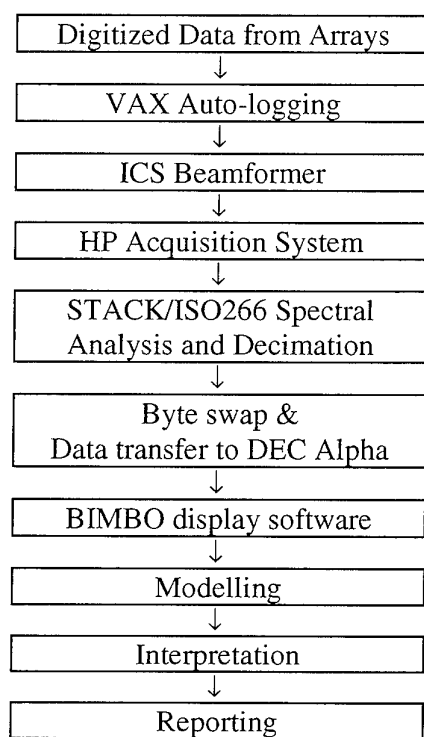 Digitized Data from Arrays
VAX Auto-logging
ICS Beamformer
HP Acquisition System
STACK/ISO266 Spectral
Analysis and Decimation
Byte swap &
Data transfer to DEC Alpha
BIMBO display software
Modelling
Interpretation
Reporting